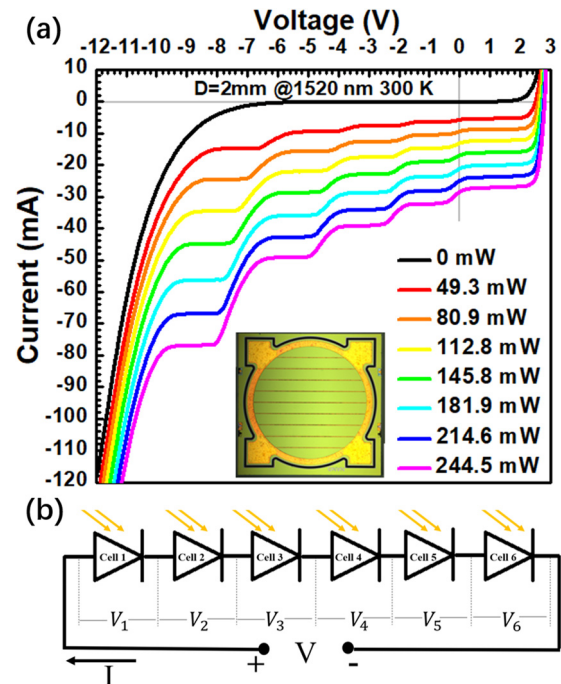 (a)
Voltage (V)
-12 -11 -10 -9 -8 -7 -6 -5 -4 -3 -2 -1 0 1 2 3
D=2mm @1520 nm 300 K
Current (mA)
10
0
-10
-20
-30
-40
-50
-60
-70
-80
-90
-100
-110
-120
0 mW
49.3 mW
80.9 mW
112.8 mW
145.8 mW
181.9 mW
214.6 mW
244.5 mW
(b)
Cell 1 Cell 2 Cell 3 Cell 4 Cell 5 Cell 6
V₁ V₂ V₃ V₄ V₅ V₆
+ V -
I